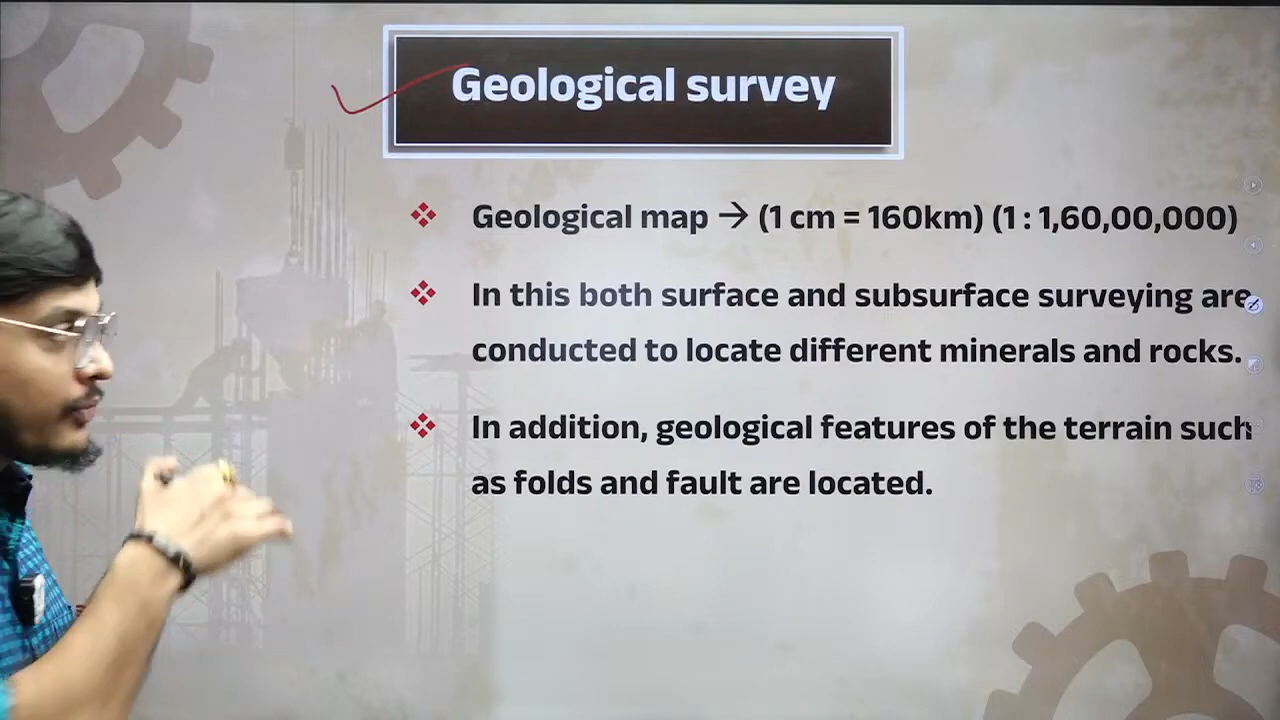 Geological survey
Geological map → (1 cm = 160km) (1 : 1,60,00,000)
In this both surface and subsurface surveying are
conducted to locate different minerals and rocks.
In addition, geological features of the terrain such
as folds and fault are located.